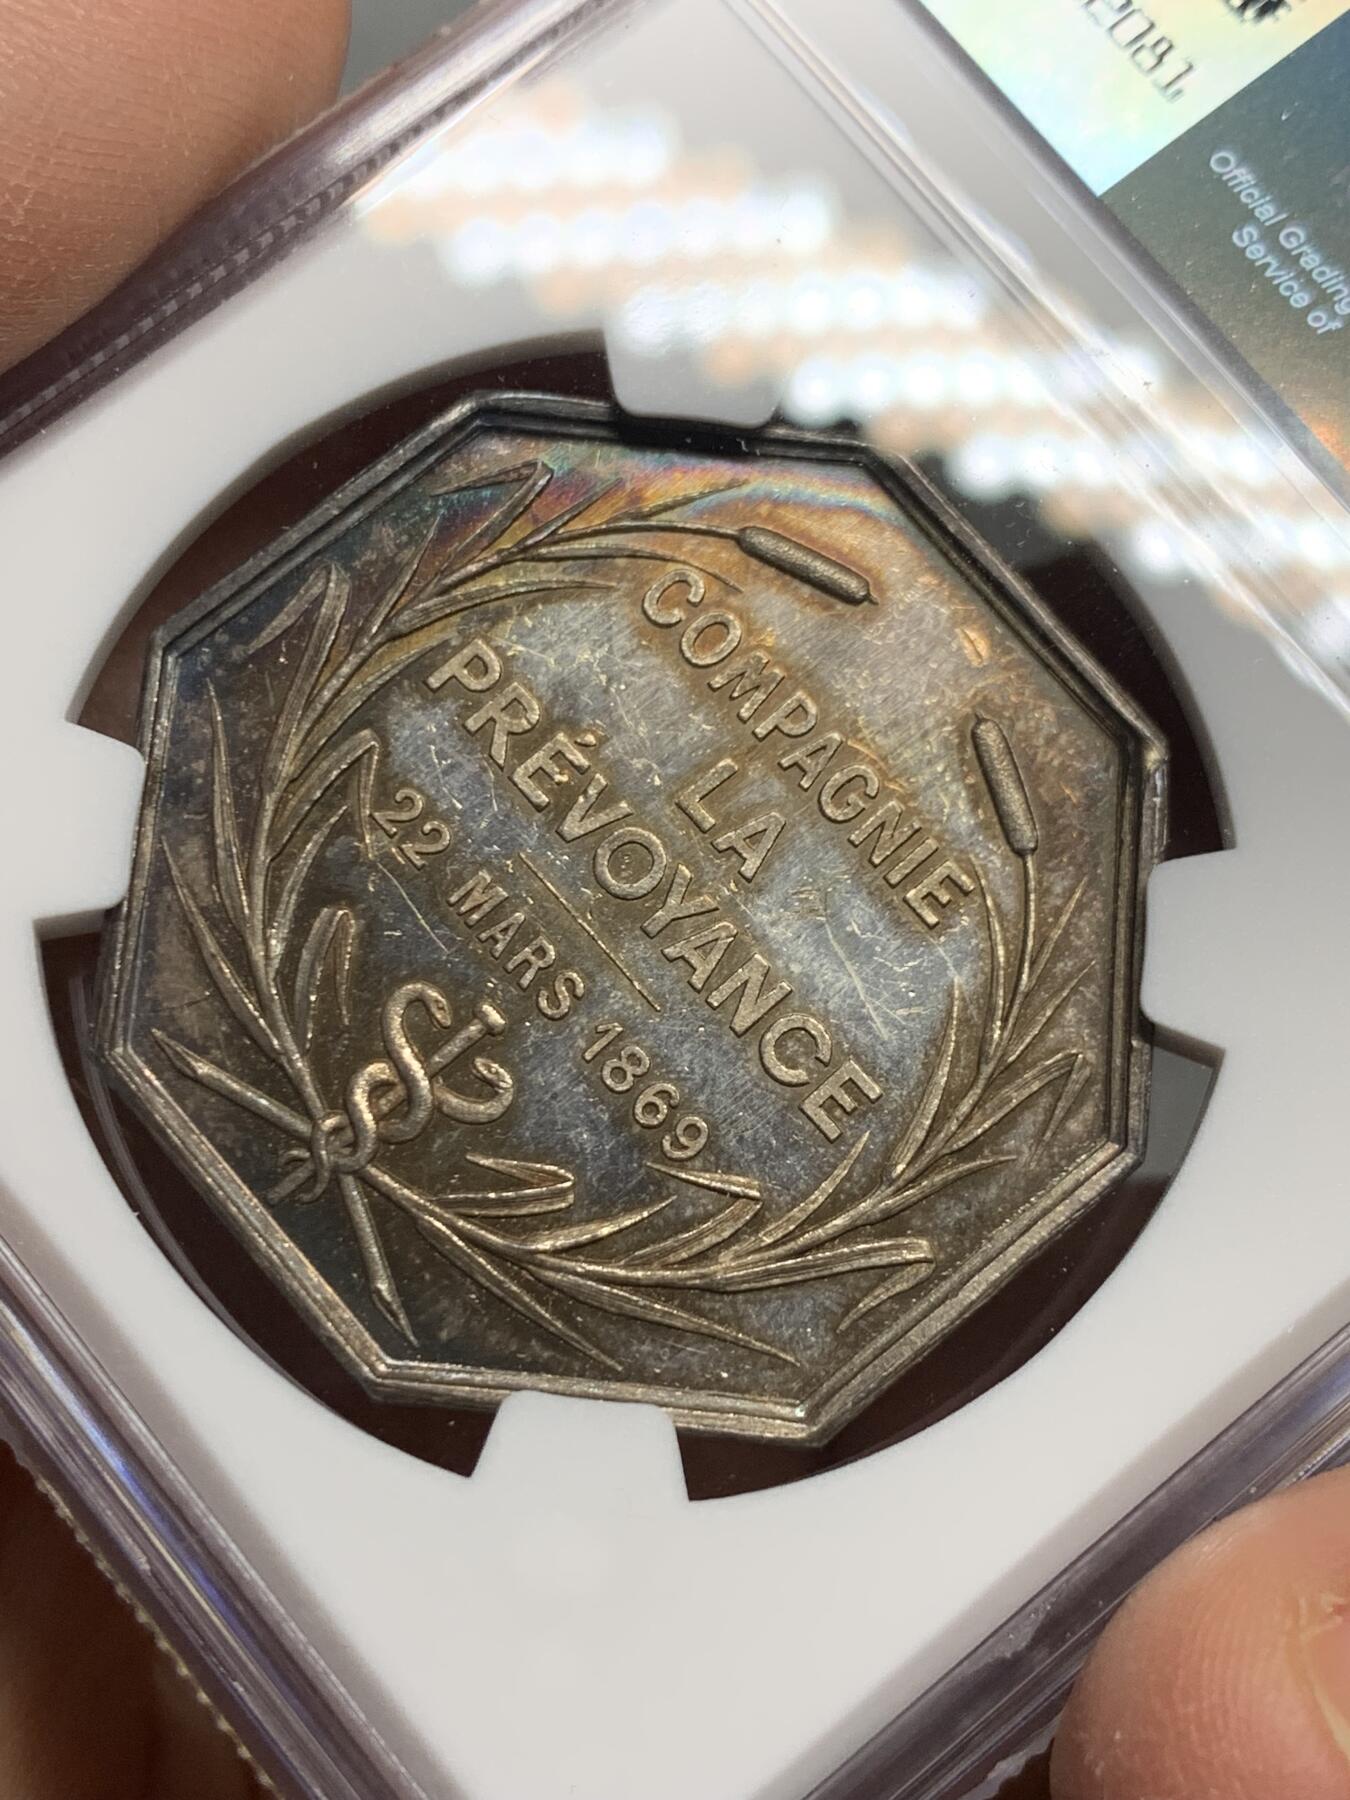 COMPAGNIE
LA
PRÉVOYANCE
22 MARS 1869
Official Grading
Service of